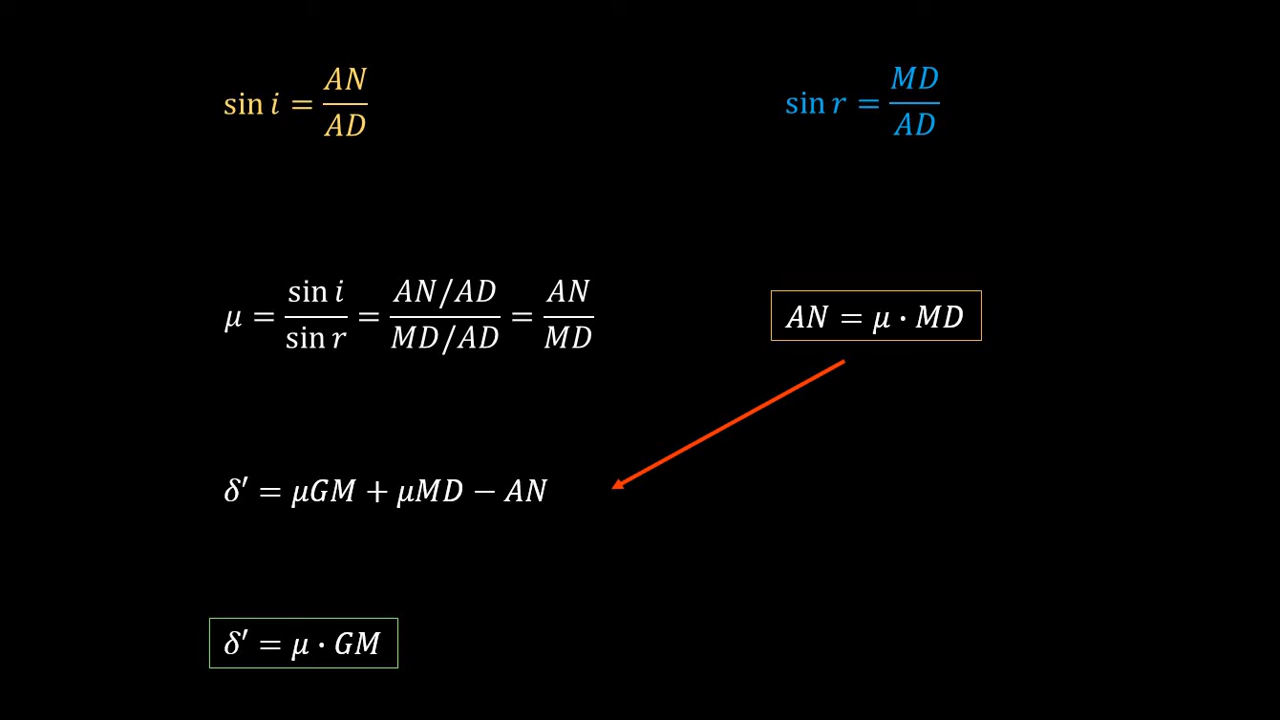 sin i = AN/AD
sin r = MD/AD
μ = sin i / sin r = (AN/AD) / (MD/AD) = AN/MD
AN = μ · MD
δ′ = μGM + μMD − AN
δ′ = μ · GM